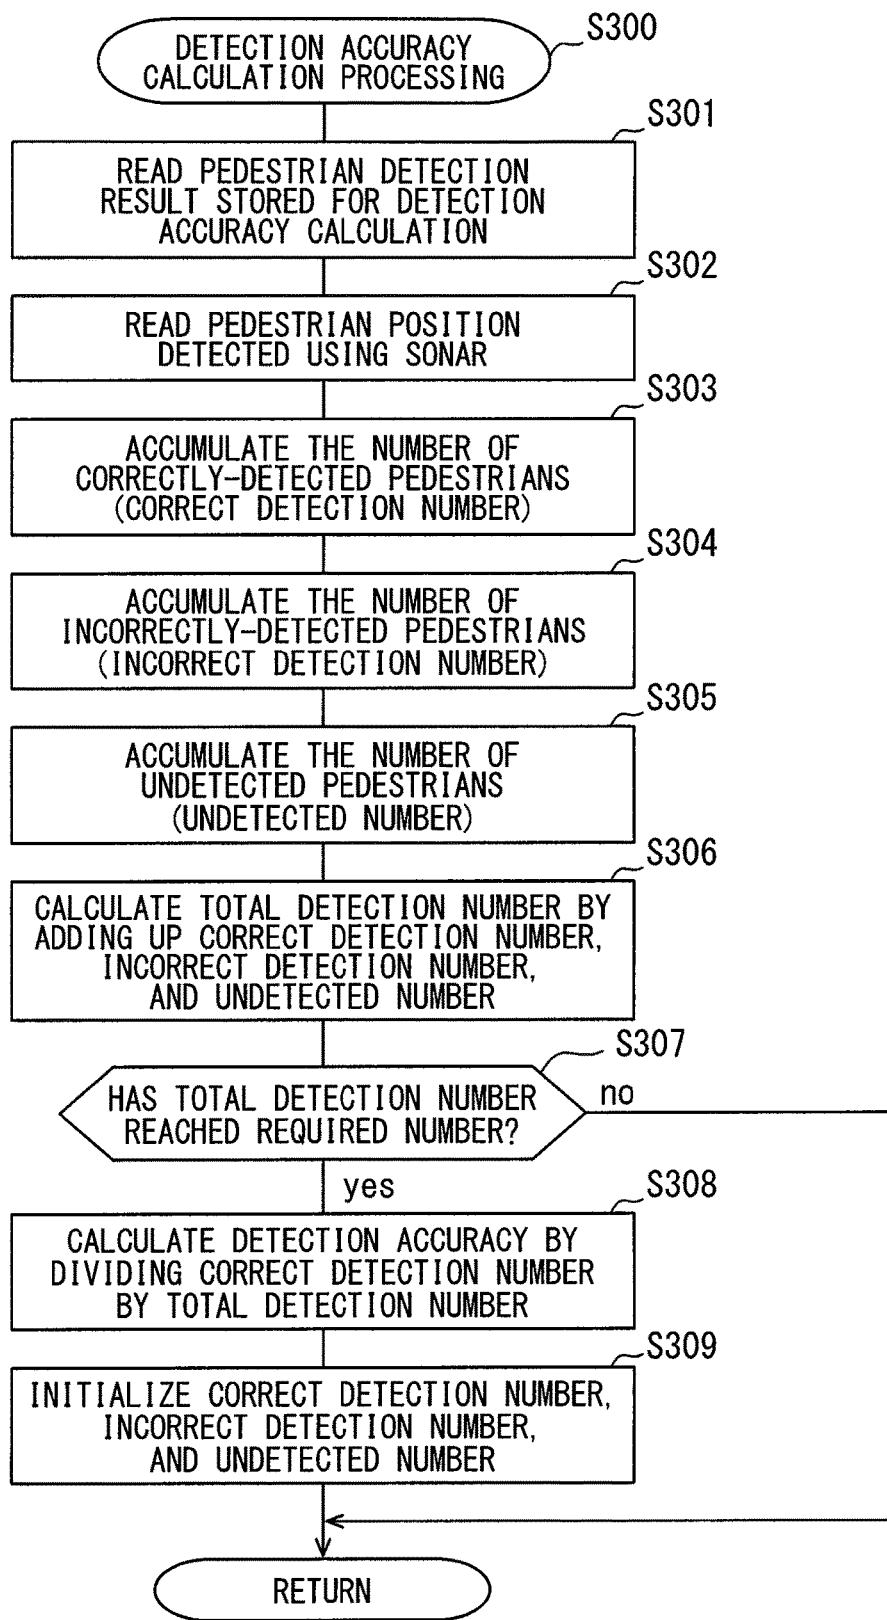 DETECTION ACCURACY
CALCULATION PROCESSING
S300
S301
READ PEDESTRIAN DETECTION
RESULT STORED FOR DETECTION
ACCURACY CALCULATION
S302
READ PEDESTRIAN POSITION
DETECTED USING SONAR
S303
ACCUMULATE THE NUMBER OF
CORRECTLY-DETECTED PEDESTRIANS
(CORRECT DETECTION NUMBER)
S304
ACCUMULATE THE NUMBER OF
INCORRECTLY-DETECTED PEDESTRIANS
(INCORRECT DETECTION NUMBER)
S305
ACCUMULATE THE NUMBER OF
UNDETECTED PEDESTRIANS
(UNDETECTED NUMBER)
S306
CALCULATE TOTAL DETECTION NUMBER BY
ADDING UP CORRECT DETECTION NUMBER,
INCORRECT DETECTION NUMBER,
AND UNDETECTED NUMBER
S307
HAS TOTAL DETECTION NUMBER
REACHED REQUIRED NUMBER?
no
yes
S308
CALCULATE DETECTION ACCURACY BY
DIVIDING CORRECT DETECTION NUMBER
BY TOTAL DETECTION NUMBER
S309
INITIALIZE CORRECT DETECTION NUMBER,
INCORRECT DETECTION NUMBER,
AND UNDETECTED NUMBER
RETURN